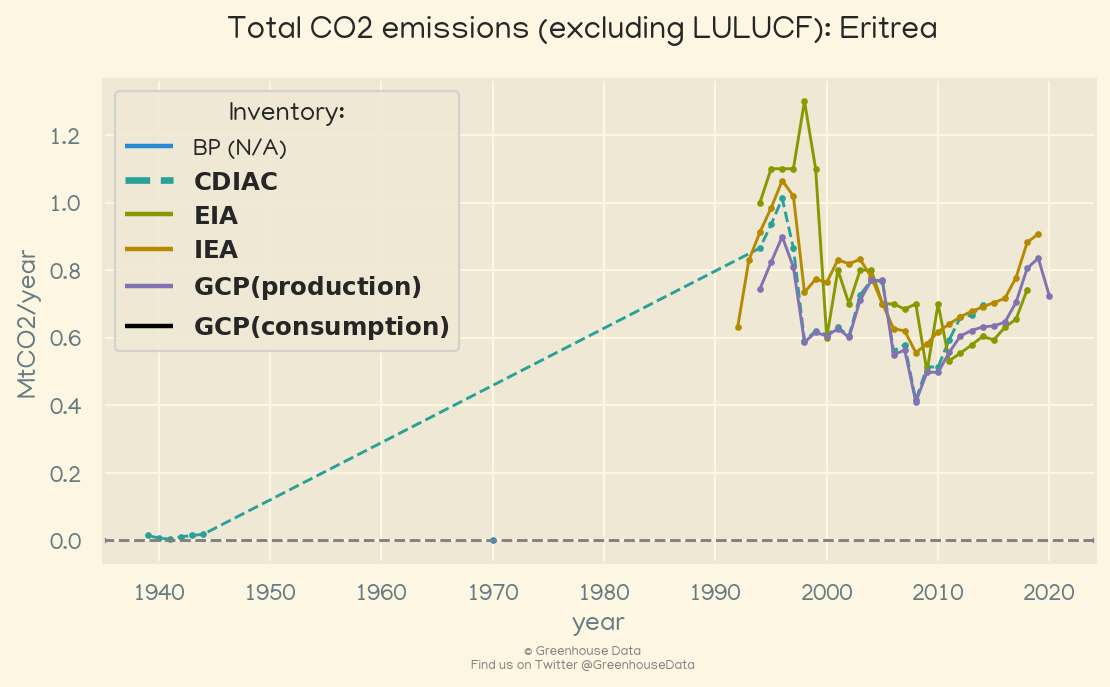 Total CO2 emissions (excluding LULUCF): Eritrea
Inventory:
BP (N/A)
CDIAC
EIA
IEA
GCP(production)
GCP(consumption)
MtCO2/year
1.2
1.0
0.8
0.6
0.4
0.2
0.0
1940 1950 1960 1970 1980 1990 2000 2010 2020
year
© Greenhouse Data
Find us on Twitter @GreenhouseData